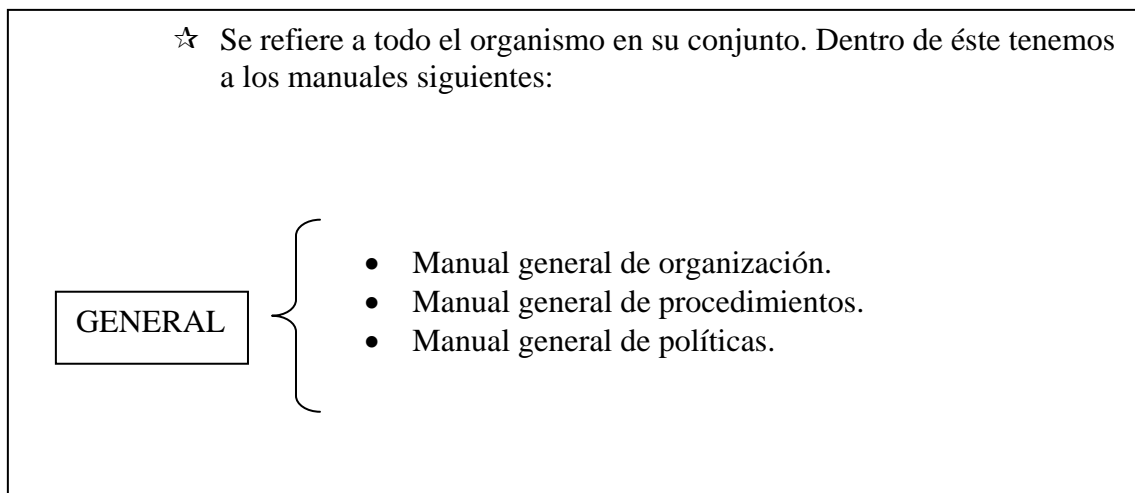 ☆ Se refiere a todo el organismo en su conjunto. Dentro de éste tenemos
a los manuales siguientes:
• Manual general de organización.
GENERAL
• Manual general de procedimientos.
• Manual general de políticas.